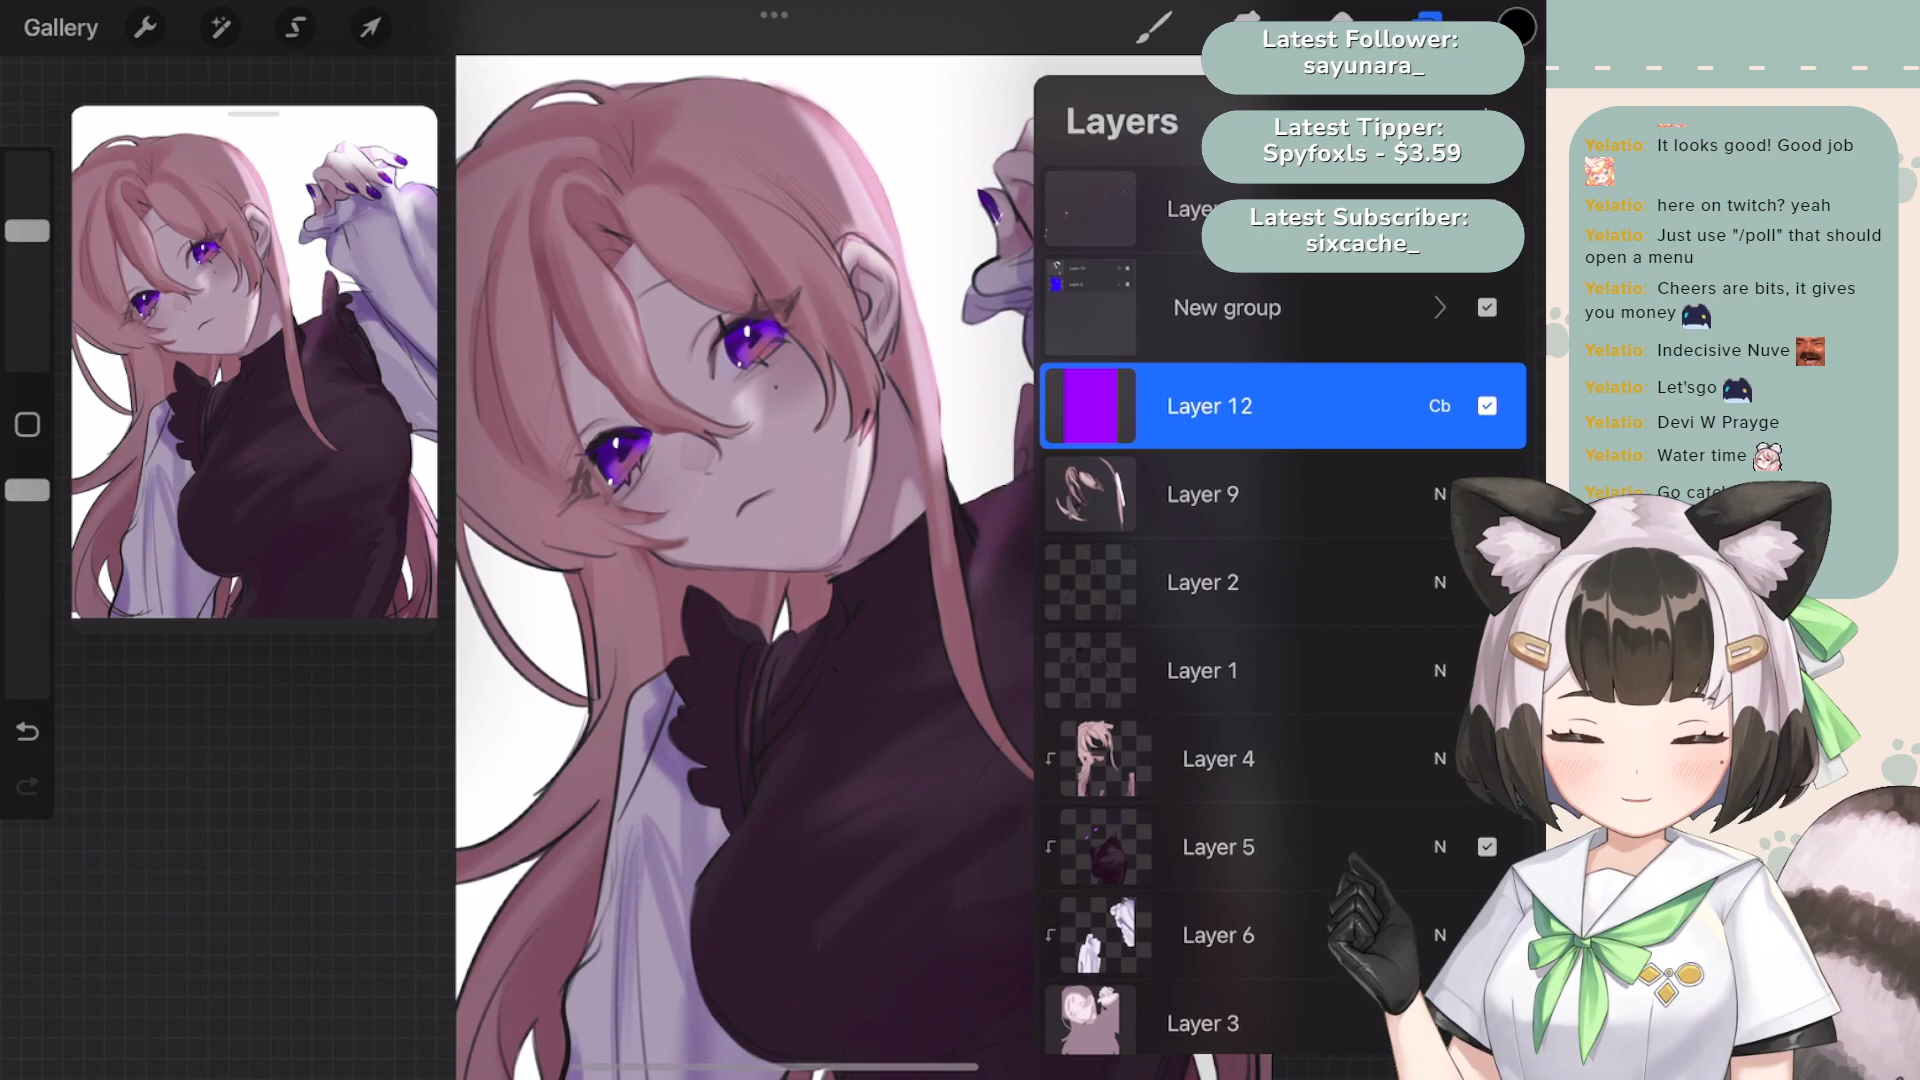 Gallery
Layers
Latest Follower:
sayunara_
Latest Tipper:
Spyfoxls - $3.59
Latest Subscriber:
sixcache_
New group
Layer 12 Cb
Layer 9 N
Layer 2 N
Layer 1 N
Layer 4 N
Layer 5 N
Layer 6 N
Layer 3
Yelatio: It looks good! Good job
Yelatio: here on twitch? yeah
Yelatio: Just use "/poll" that should
open a menu
Yelatio: Cheers are bits, it gives
you money
Yelatio: Indecisive Nuve
Yelatio: Let'sgo
Yelatio: Devi W Prayge
Yelatio: Water time
Yelatio: Go